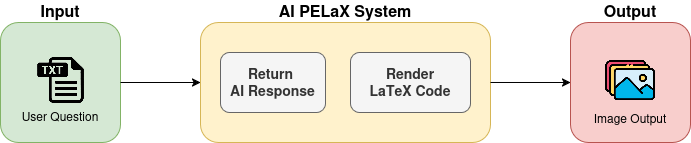 Input
AI PELaX System
Output
TXT
User Question
Return
AI Response
Render
LaTeX Code
Image Output